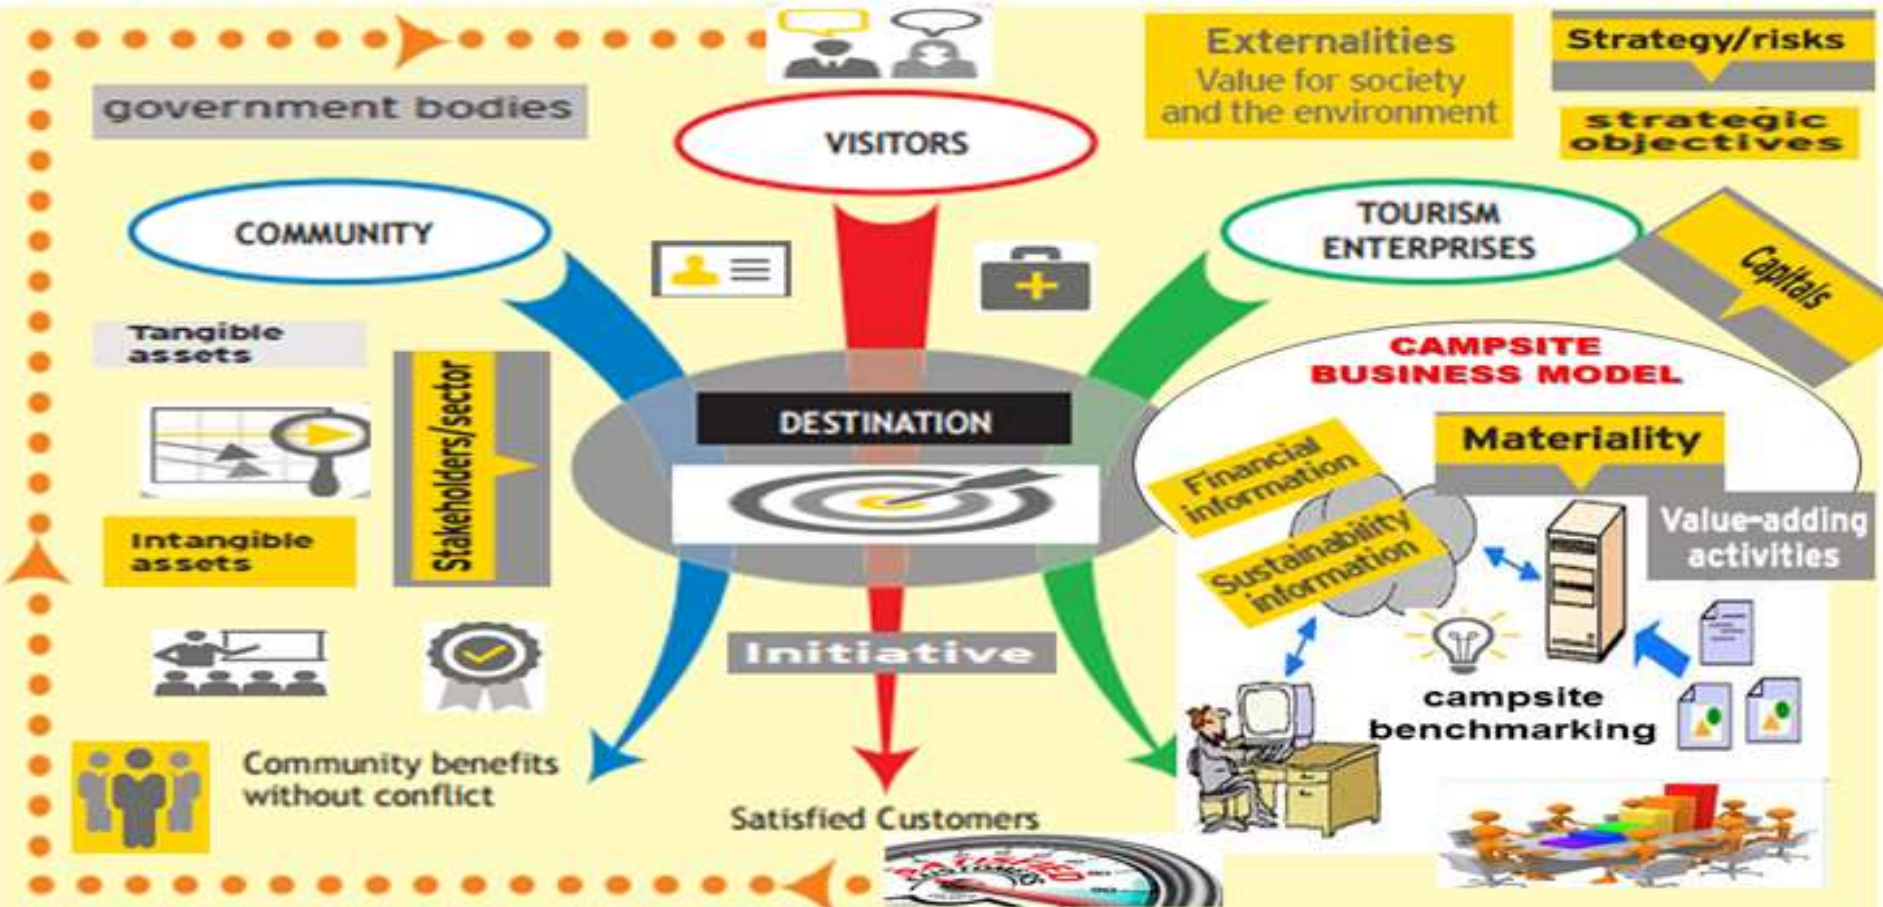 government bodies
VISITORS
Externalities
Value for society
and the environment
Strategy/risks
strategic
objectives
COMMUNITY
TOURISM
ENTERPRISES
Capitals
Tangible
assets
Stakeholders/sector
DESTINATION
CAMPSITE
BUSINESS MODEL
Materiality
Financial
information
Sustainability
information
Value-adding
activities
Intangible
assets
Initiative
campsite
benchmarking
Community benefits
without conflict
Satisfied Customers
SATISFIED
CUSTOMER